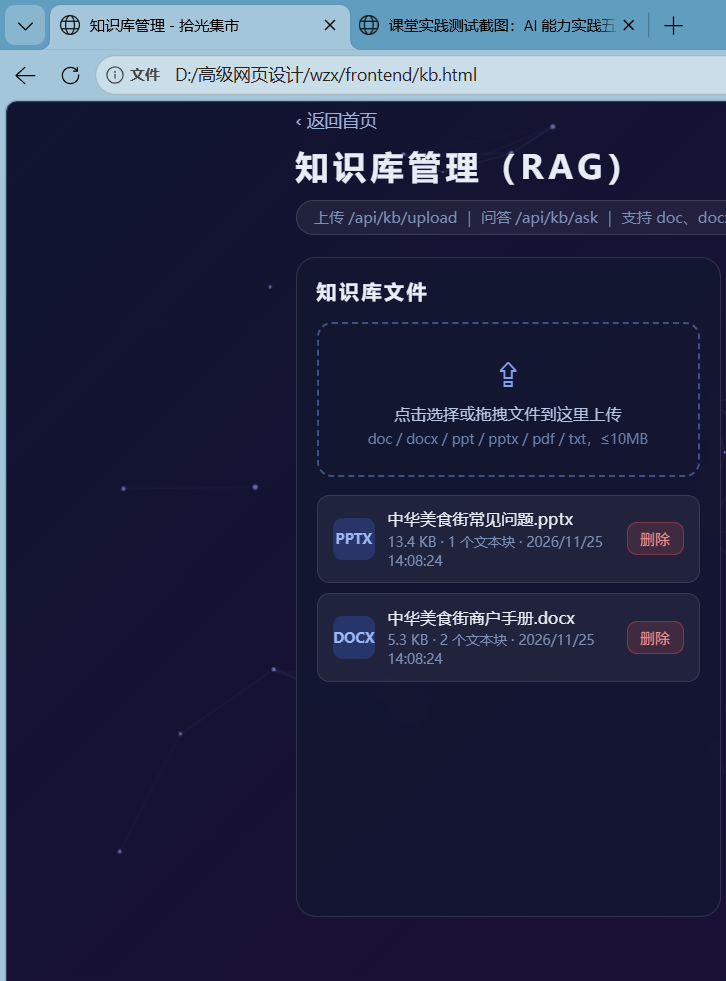 知识库管理 - 拾光集市
课堂实践测试截图：AI 能力实践五
文件 D:/高级网页设计/wzx/frontend/kb.html
‹ 返回首页
知识库管理（RAG）
上传 /api/kb/upload | 问答 /api/kb/ask | 支持 doc、doc
知识库文件
点击选择或拖拽文件到这里上传
doc / docx / ppt / pptx / pdf / txt，≤10MB
PPTX
中华美食街常见问题.pptx
13.4 KB · 1 个文本块 · 2026/11/25
14:08:24
删除
DOCX
中华美食街商户手册.docx
5.3 KB · 2 个文本块 · 2026/11/25
14:08:24
删除